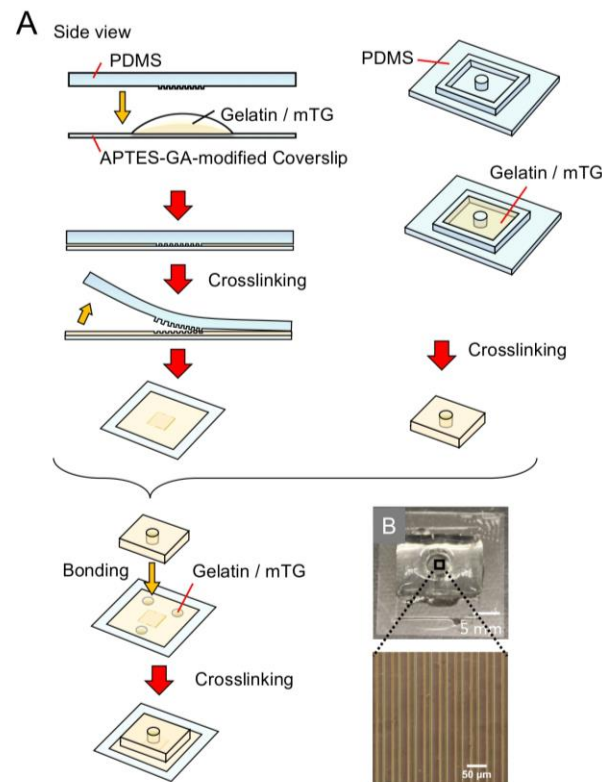 A
Side view
PDMS
Gelatin / mTG
APTES-GA-modified Coverslip
Crosslinking
PDMS
Gelatin / mTG
Crosslinking
Bonding
Gelatin / mTG
Crosslinking
B
5 mm
50 µm